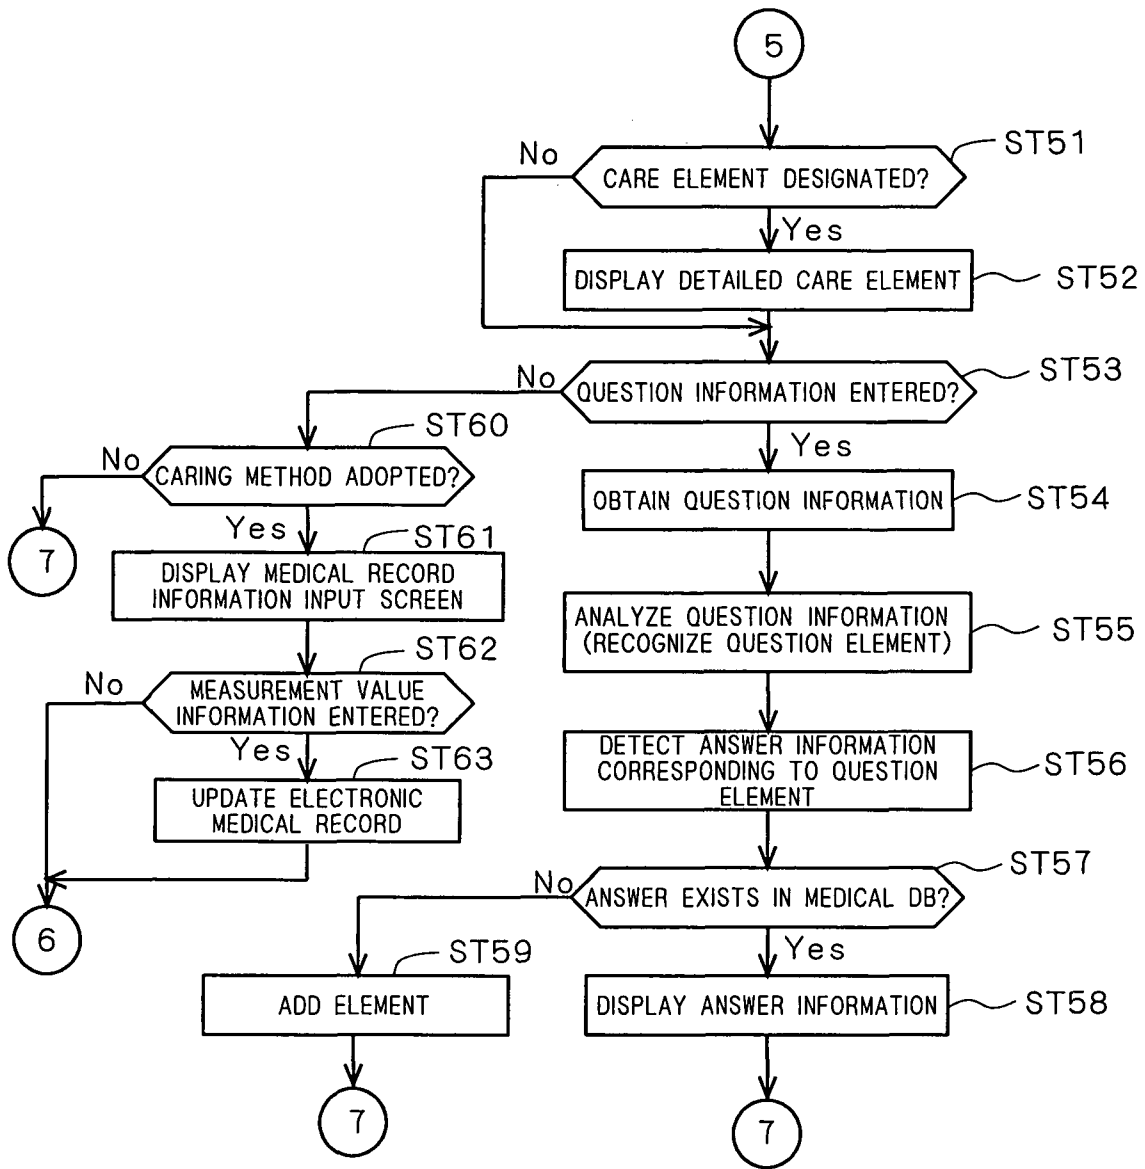 5
ST51
No
CARE ELEMENT DESIGNATED?
Yes
DISPLAY DETAILED CARE ELEMENT
ST52
No
QUESTION INFORMATION ENTERED?
ST53
Yes
ST60
No
CARING METHOD ADOPTED?
OBTAIN QUESTION INFORMATION
ST54
Yes
7
ST61
DISPLAY MEDICAL RECORD
INFORMATION INPUT SCREEN
ANALYZE QUESTION INFORMATION
(RECOGNIZE QUESTION ELEMENT)
ST55
ST62
No
MEASUREMENT VALUE
INFORMATION ENTERED?
Yes
DETECT ANSWER INFORMATION
CORRESPONDING TO QUESTION
ELEMENT
ST56
ST63
UPDATE ELECTRONIC
MEDICAL RECORD
ST57
No
ANSWER EXISTS IN MEDICAL DB?
6
Yes
ST59
ADD ELEMENT
DISPLAY ANSWER INFORMATION
ST58
7
7